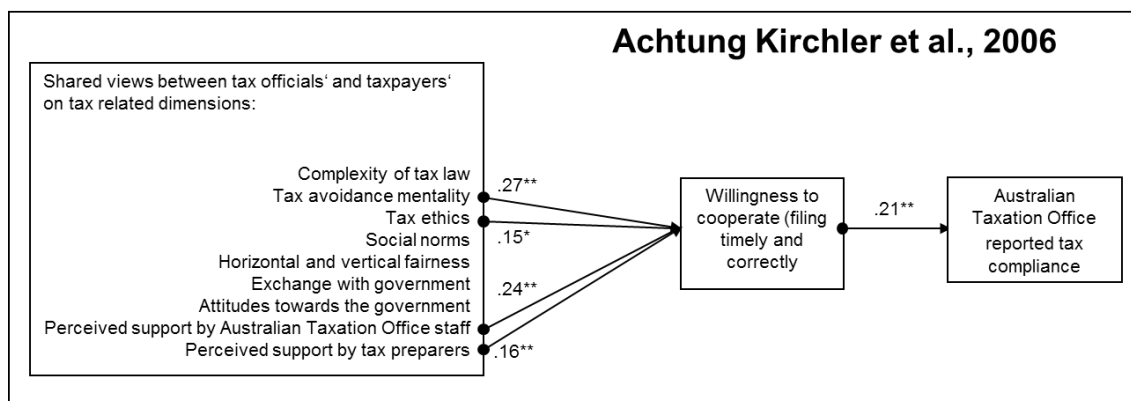 Achtung Kirchler et al., 2006
Shared views between tax officials‘ and taxpayers‘
on tax related dimensions:
Complexity of tax law
Tax avoidance mentality
Tax ethics
Social norms
Horizontal and vertical fairness
Exchange with government
Attitudes towards the government
Perceived support by Australian Taxation Office staff
Perceived support by tax preparers
.27**
.15*
.24**
.16**
Willingness to
cooperate (filing
timely and
correctly
.21**
Australian
Taxation Office
reported tax
compliance